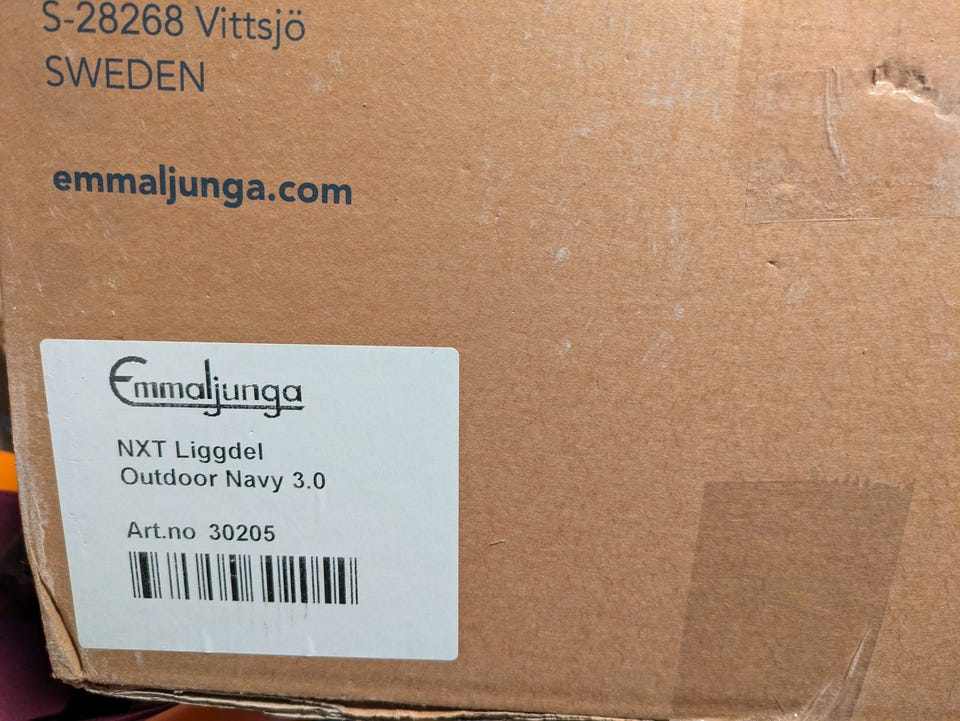 S-28268 Vittsjö
SWEDEN
emmaljunga.com
Emmaljunga
NXT Liggdel
Outdoor Navy 3.0
Art.no 30205